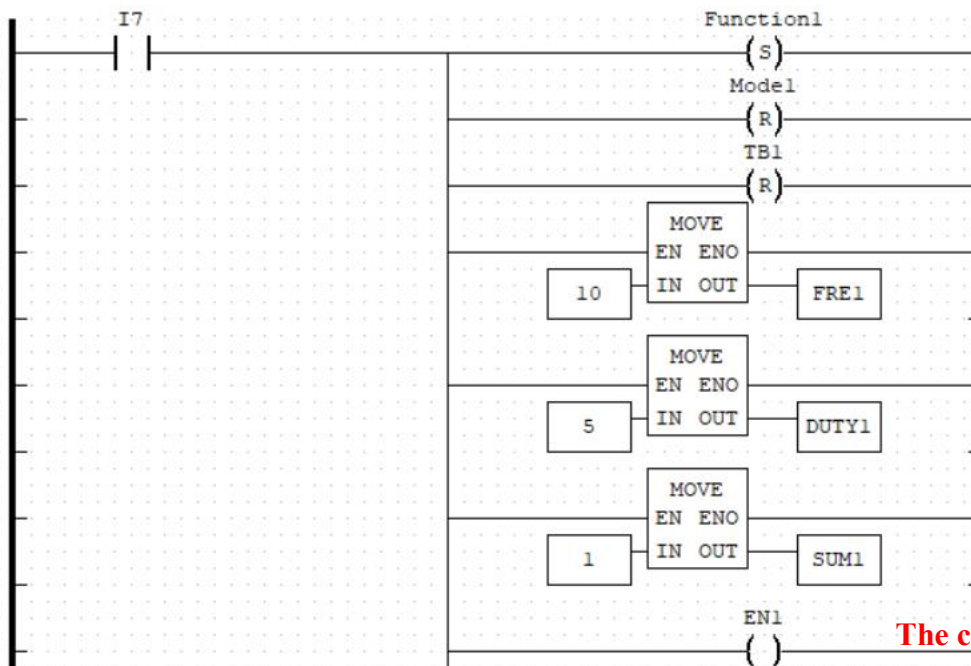 I7 Function1
S
Mode1
R
TB1
R
MOVE
EN ENO
10 IN OUT FRE1
MOVE
EN ENO
5 IN OUT DUTY1
MOVE
EN ENO
1 IN OUT SUM1
EN1
The c